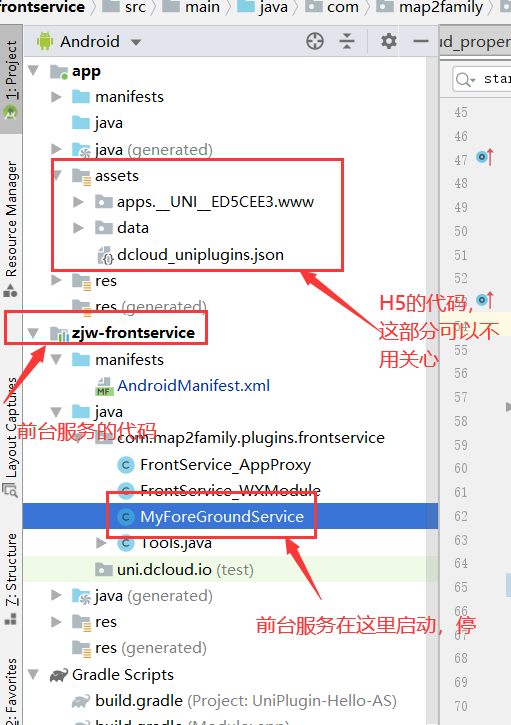 frontservice
src
main
java
com
map2family
1: Project
Android
ud_proper
app
manifests
java
java (generated)
assets
apps.__UNI__ED5CEE3.www
data
dcloud_uniplugins.json
res
res (generated)
zjw-frontservice
manifests
AndroidManifest.xml
java
com.map2family.plugins.frontservice
FrontService_AppProxy
FrontService_WXModule
MyForeGroundService
Tools.java
uni.dcloud.io (test)
java (generated)
res
res (generated)
Gradle Scripts
build.gradle (Project: UniPlugin-Hello-AS)
Resource Manager
Layout Captures
7: Structure
2: Favorites
H5的代码，
这部分可以不
用关心
前台服务的代码
前台服务在这里启动，停
MF
45
46
47
48
49
50
51
52
53
55
56
57
58
59
60
61
62
63
64
65
66
67
68
69
70